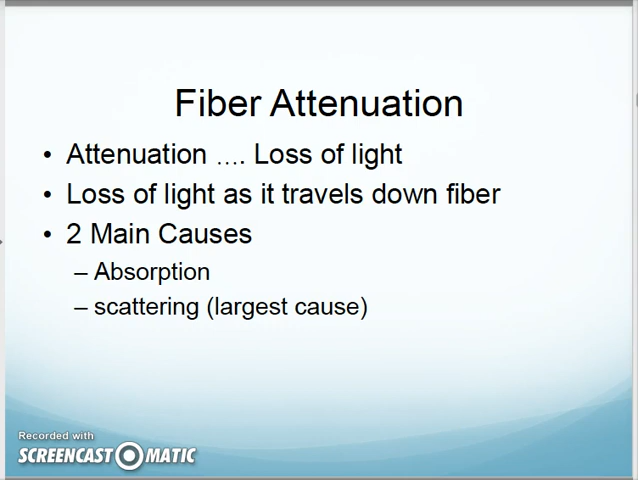 Fiber Attenuation
• Attenuation .... Loss of light
• Loss of light as it travels down fiber
• 2 Main Causes
– Absorption
– scattering (largest cause)
Recorded with
SCREENCAST MATIC